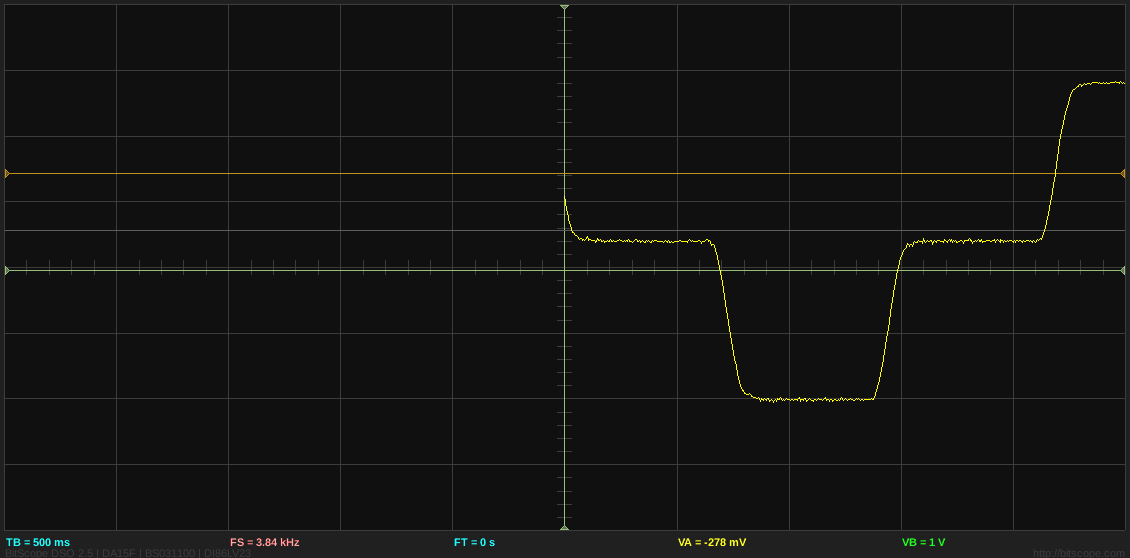 TB = 500 ms FS = 3.84 kHz FT = 0 s VA = -278 mV VB = 1 V
BitScope DSO 2.5 | DA15F | BS031100 | DI86LV23 http://bitscope.com